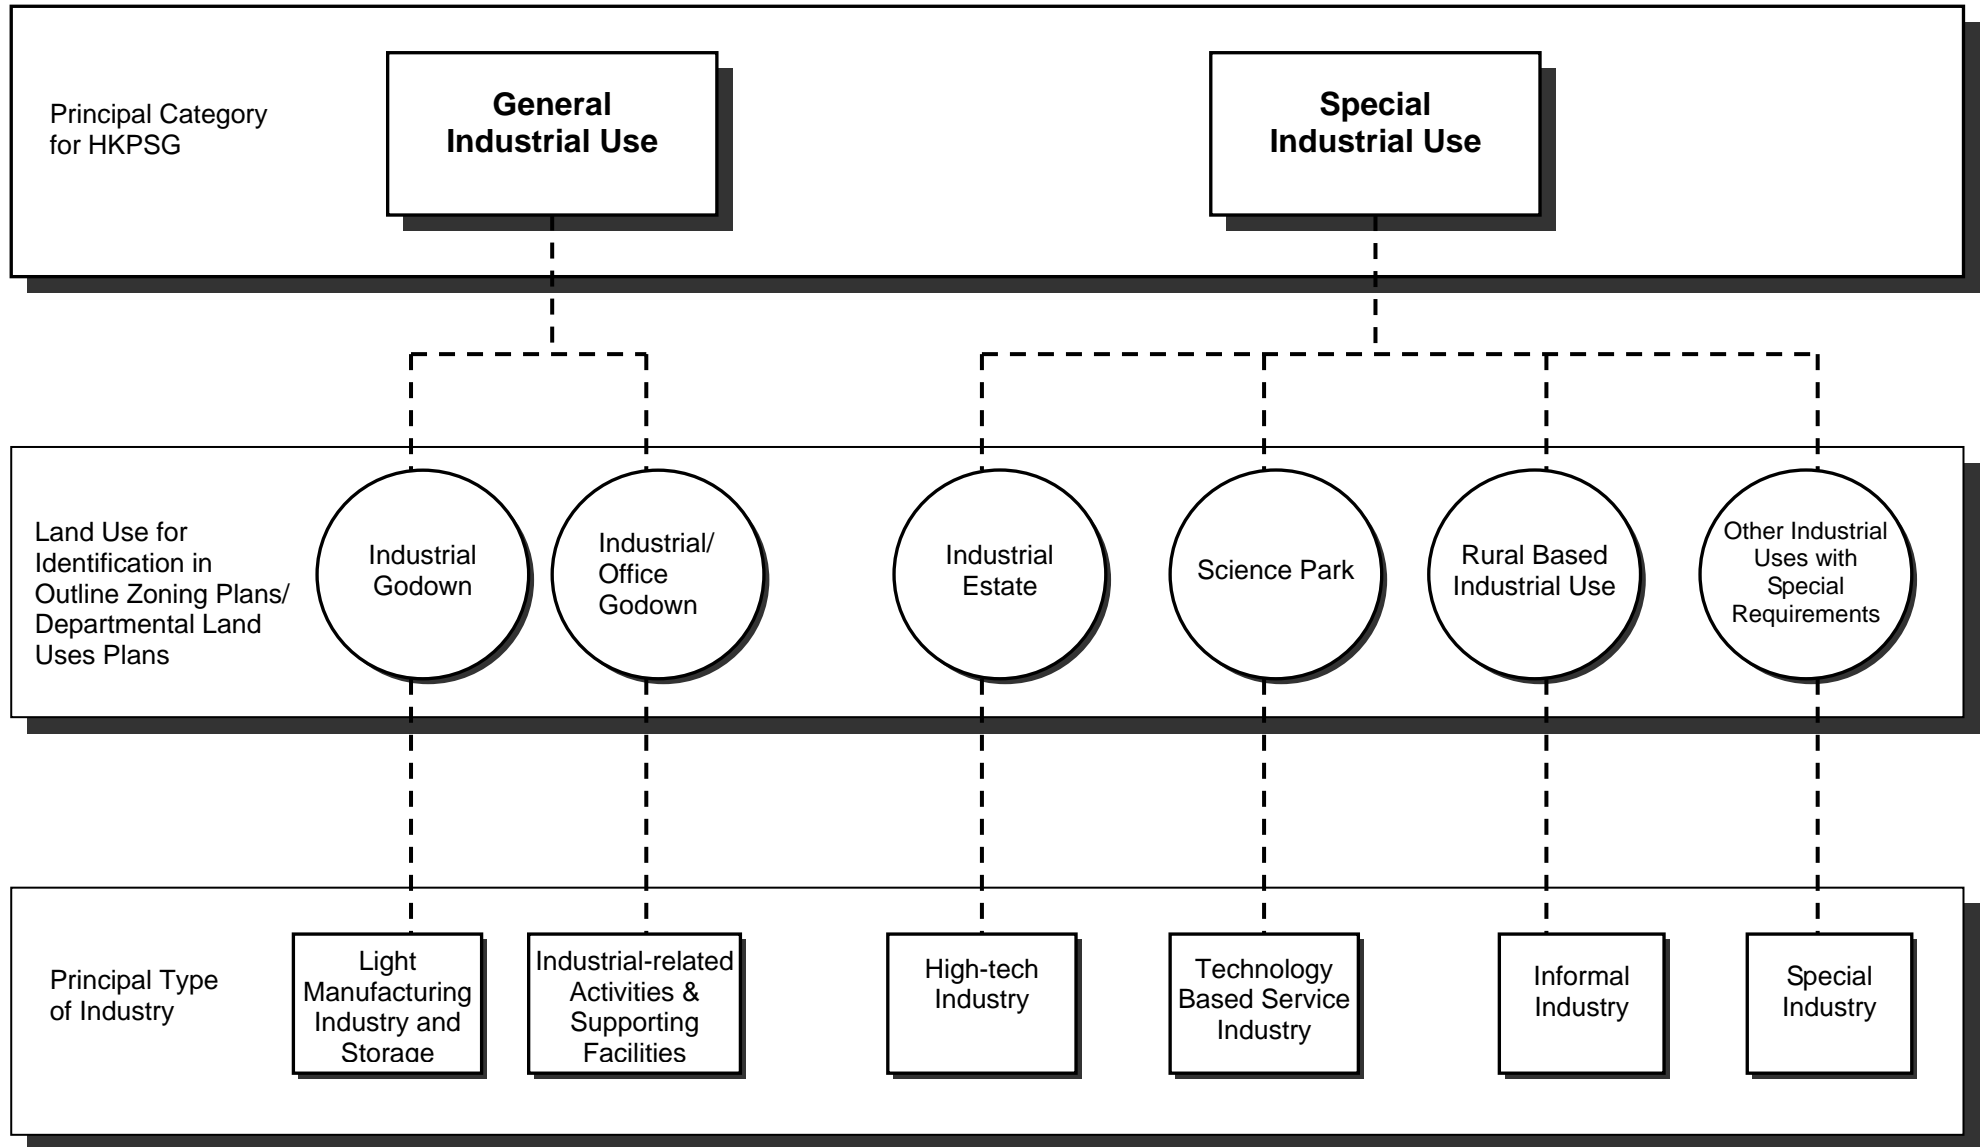 Principal Category
for HKPSG
General
Industrial Use
Special
Industrial Use
Land Use for
Identification in
Outline Zoning Plans/
Departmental Land
Uses Plans
Industrial
Godown
Industrial/
Office
Godown
Industrial
Estate
Science Park
Rural Based
Industrial Use
Other Industrial
Uses with
Special
Requirements
Principal Type
of Industry
Light
Manufacturing
Industry and
Storage
Industrial-related
Activities &
Supporting
Facilities
High-tech
Industry
Technology
Based Service
Industry
Informal
Industry
Special
Industry